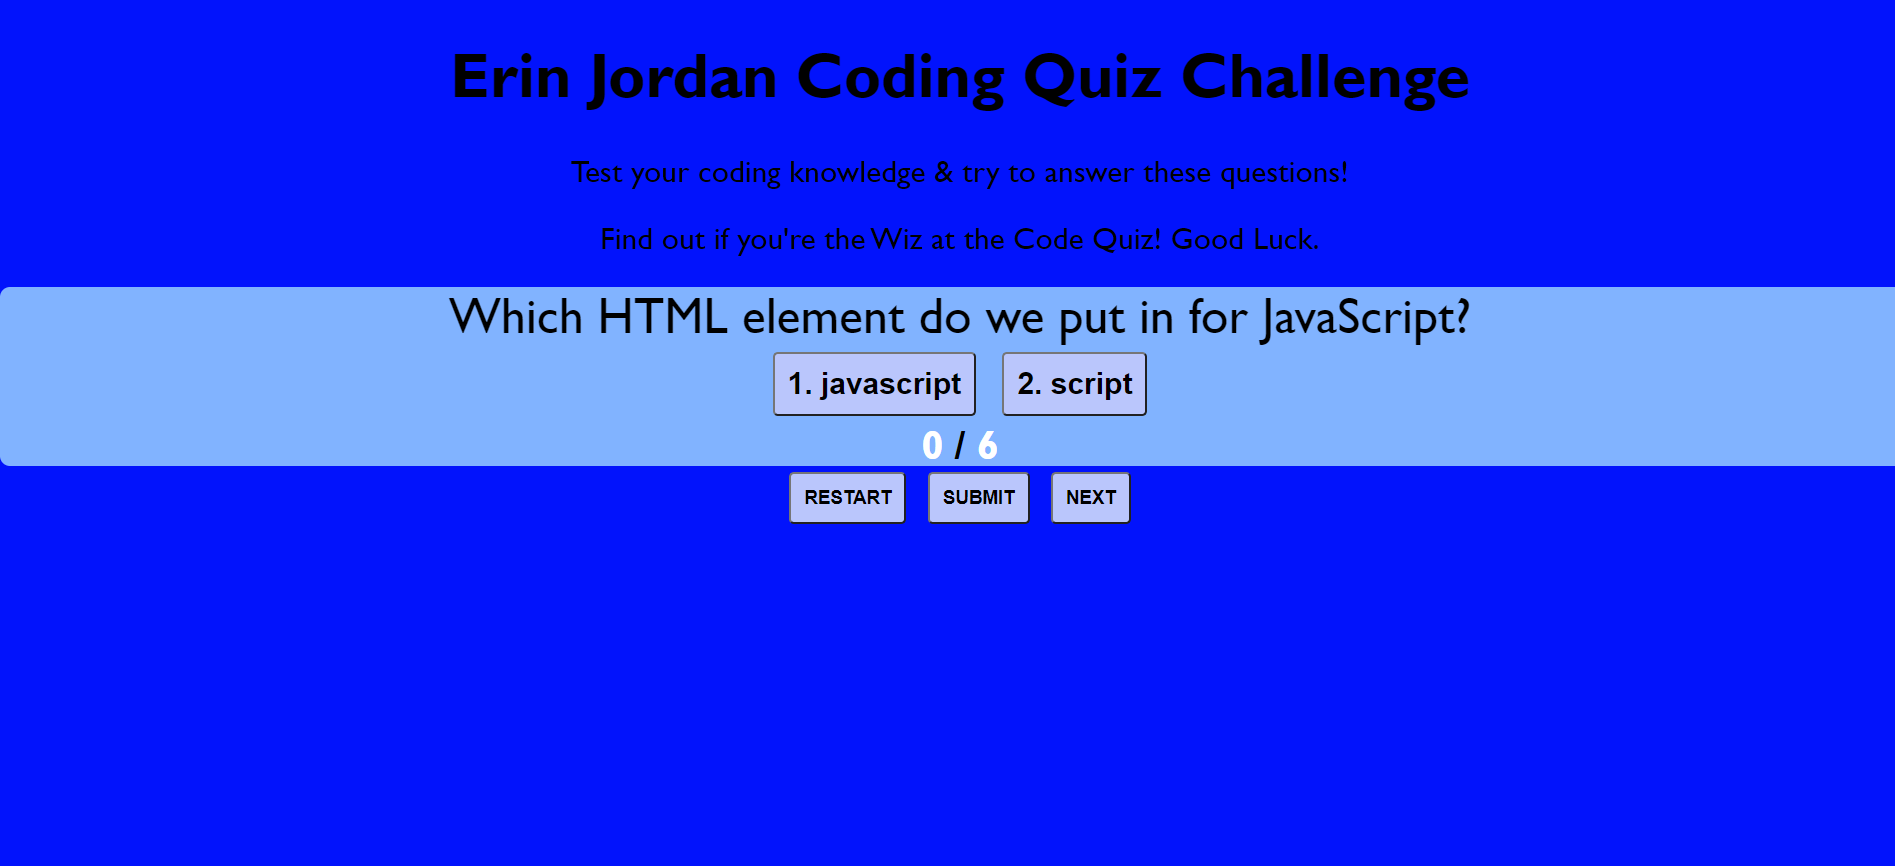 Erin Jordan Coding Quiz Challenge
Test your coding knowledge & try to answer these questions!
Find out if you're the Wiz at the Code Quiz! Good Luck.
Which HTML element do we put in for JavaScript?
1. javascript 2. script
0 / 6
RESTART SUBMIT NEXT